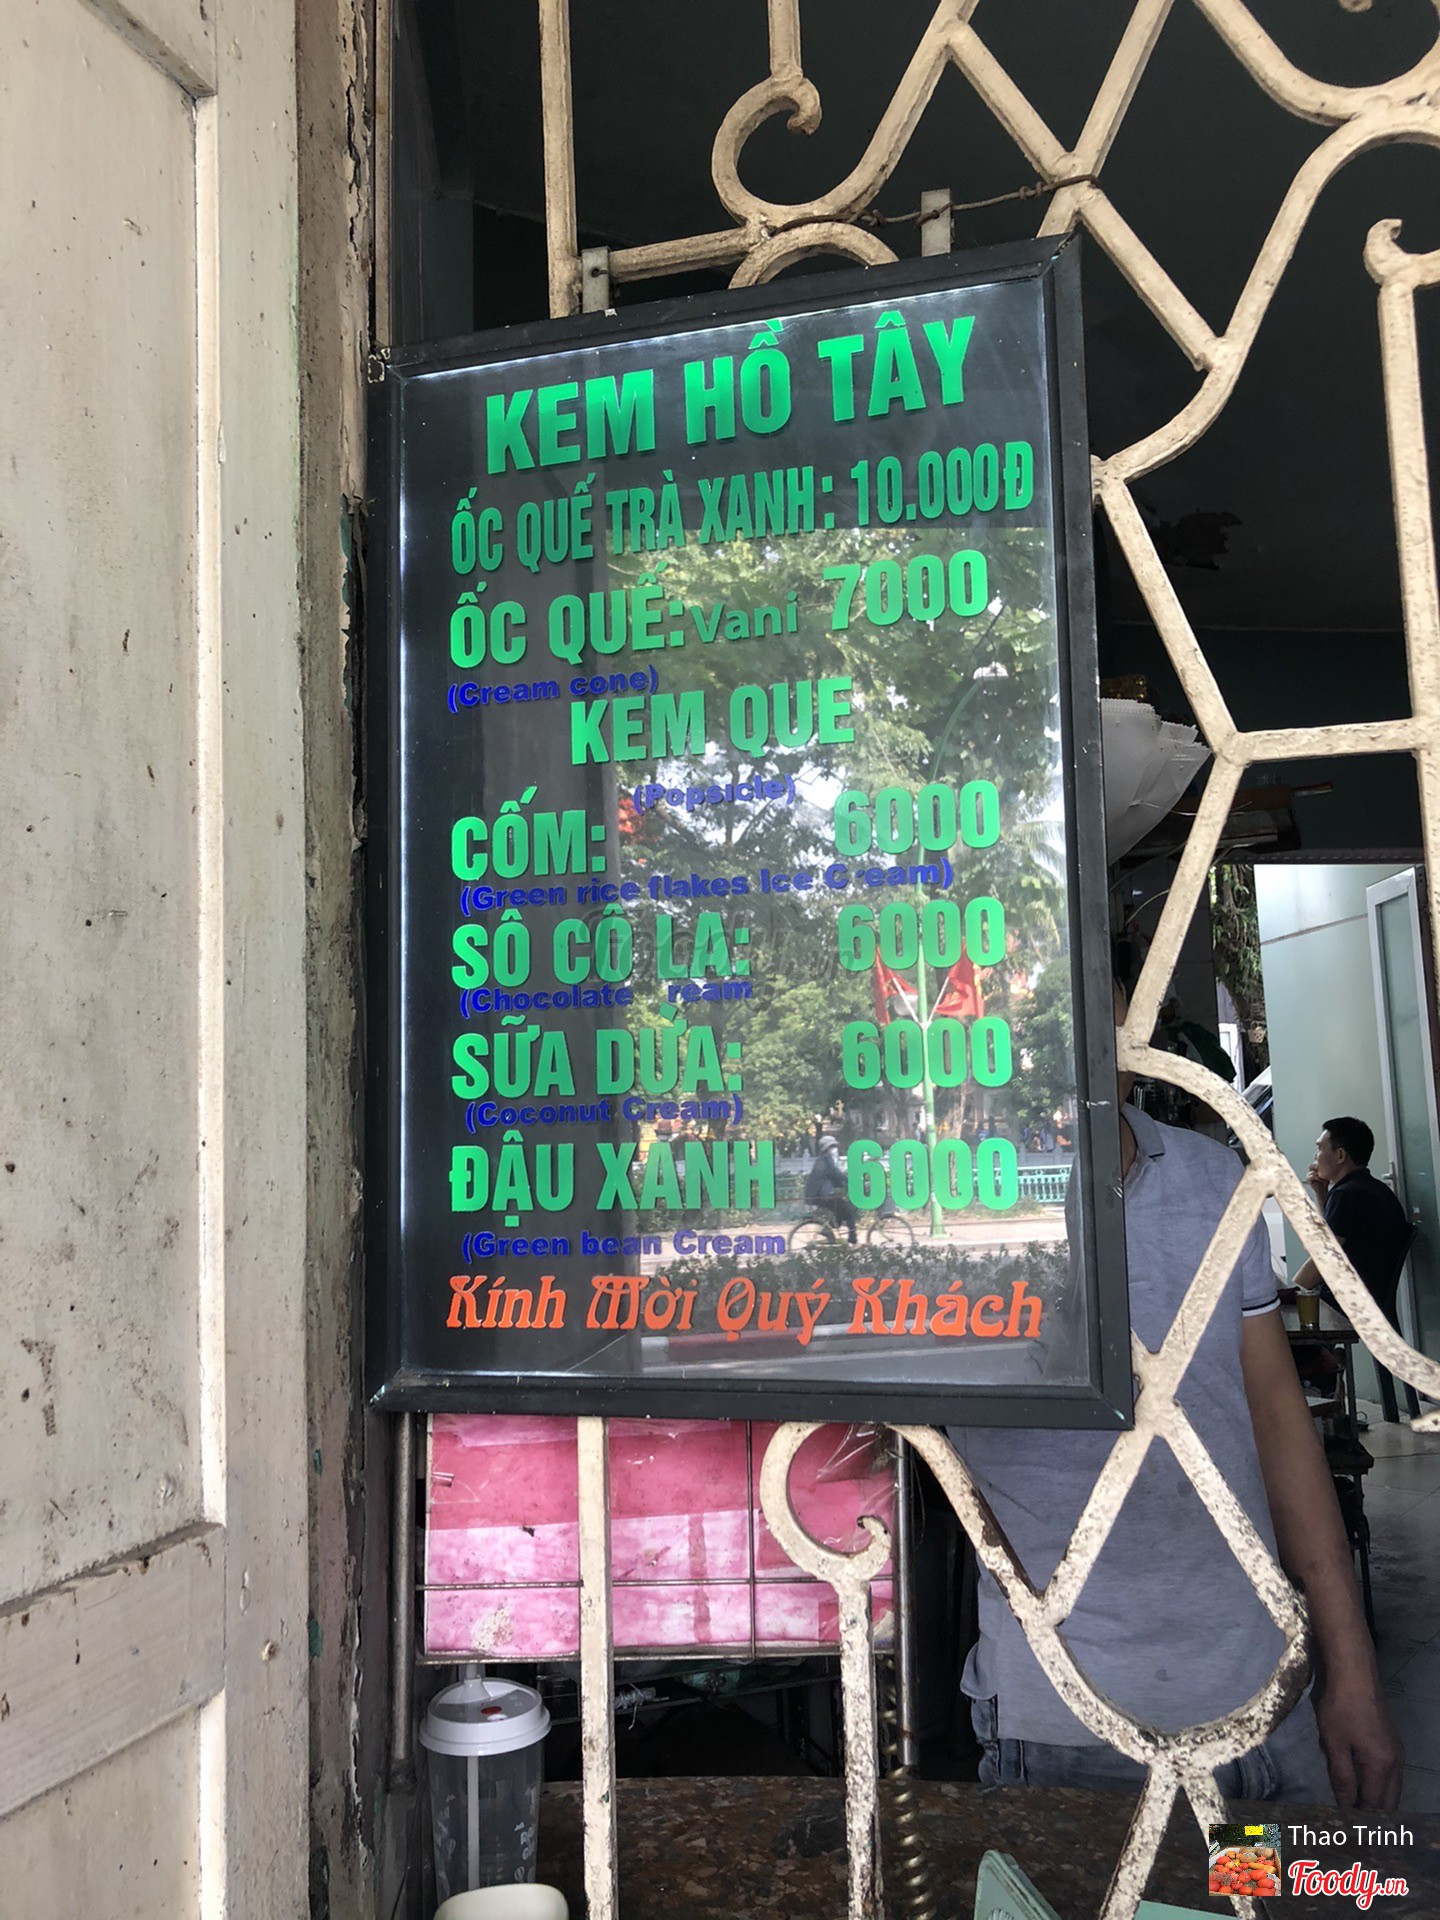 KEM HỒ TÂY
ỐC QUẾ TRÀ XANH: 10.000Đ
ỐC QUẾ: Vani 7000
(Cream cone)
KEM QUE
(Popsicle)
CỐM: 6000
(Green rice flakes Ice C eam)
SÔ CÔ LA: 6000
(Chocolate ream
SỮA DỪA: 6000
(Coconut Cream)
ĐẬU XANH 6000
(Green bean Cream
Kính Mời Quý Khách
Thao Trinh
Foody.vn